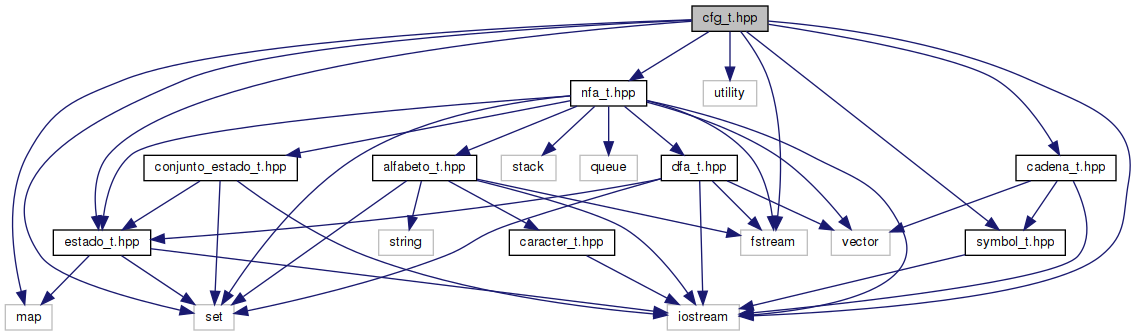 cfg_t.hpp
nfa_t.hpp
utility
conjunto_estado_t.hpp
alfabeto_t.hpp
stack
queue
dfa_t.hpp
cadena_t.hpp
estado_t.hpp
string
caracter_t.hpp
fstream
vector
symbol_t.hpp
map
set
iostream